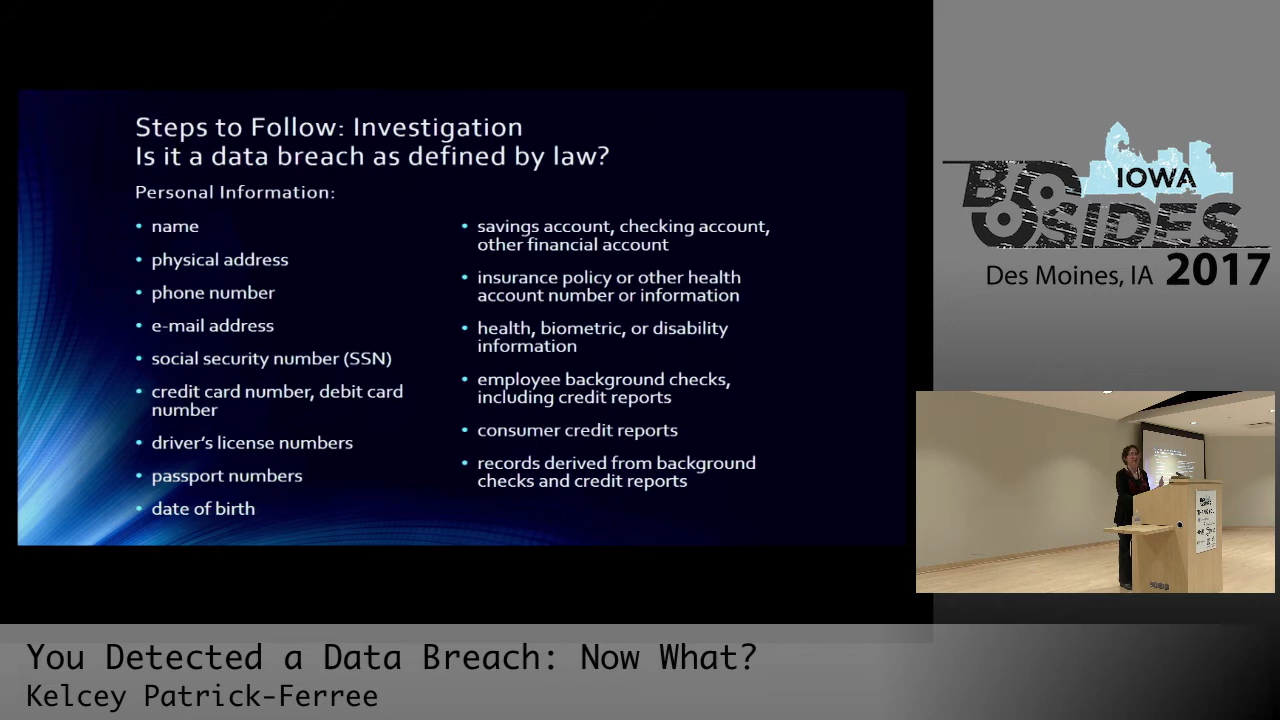 Steps to Follow: Investigation
Is it a data breach as defined by law?
Personal Information:
• name
• physical address
• phone number
• e-mail address
• social security number (SSN)
• credit card number, debit card
number
• driver's license numbers
• passport numbers
• date of birth
• savings account, checking account,
other financial account
• insurance policy or other health
account number or information
• health, biometric, or disability
information
• employee background checks,
including credit reports
• consumer credit reports
• records derived from background
checks and credit reports
IOWA
BSIDES
Des Moines, IA 2017
You Detected a Data Breach: Now What?
Kelcey Patrick-Ferree